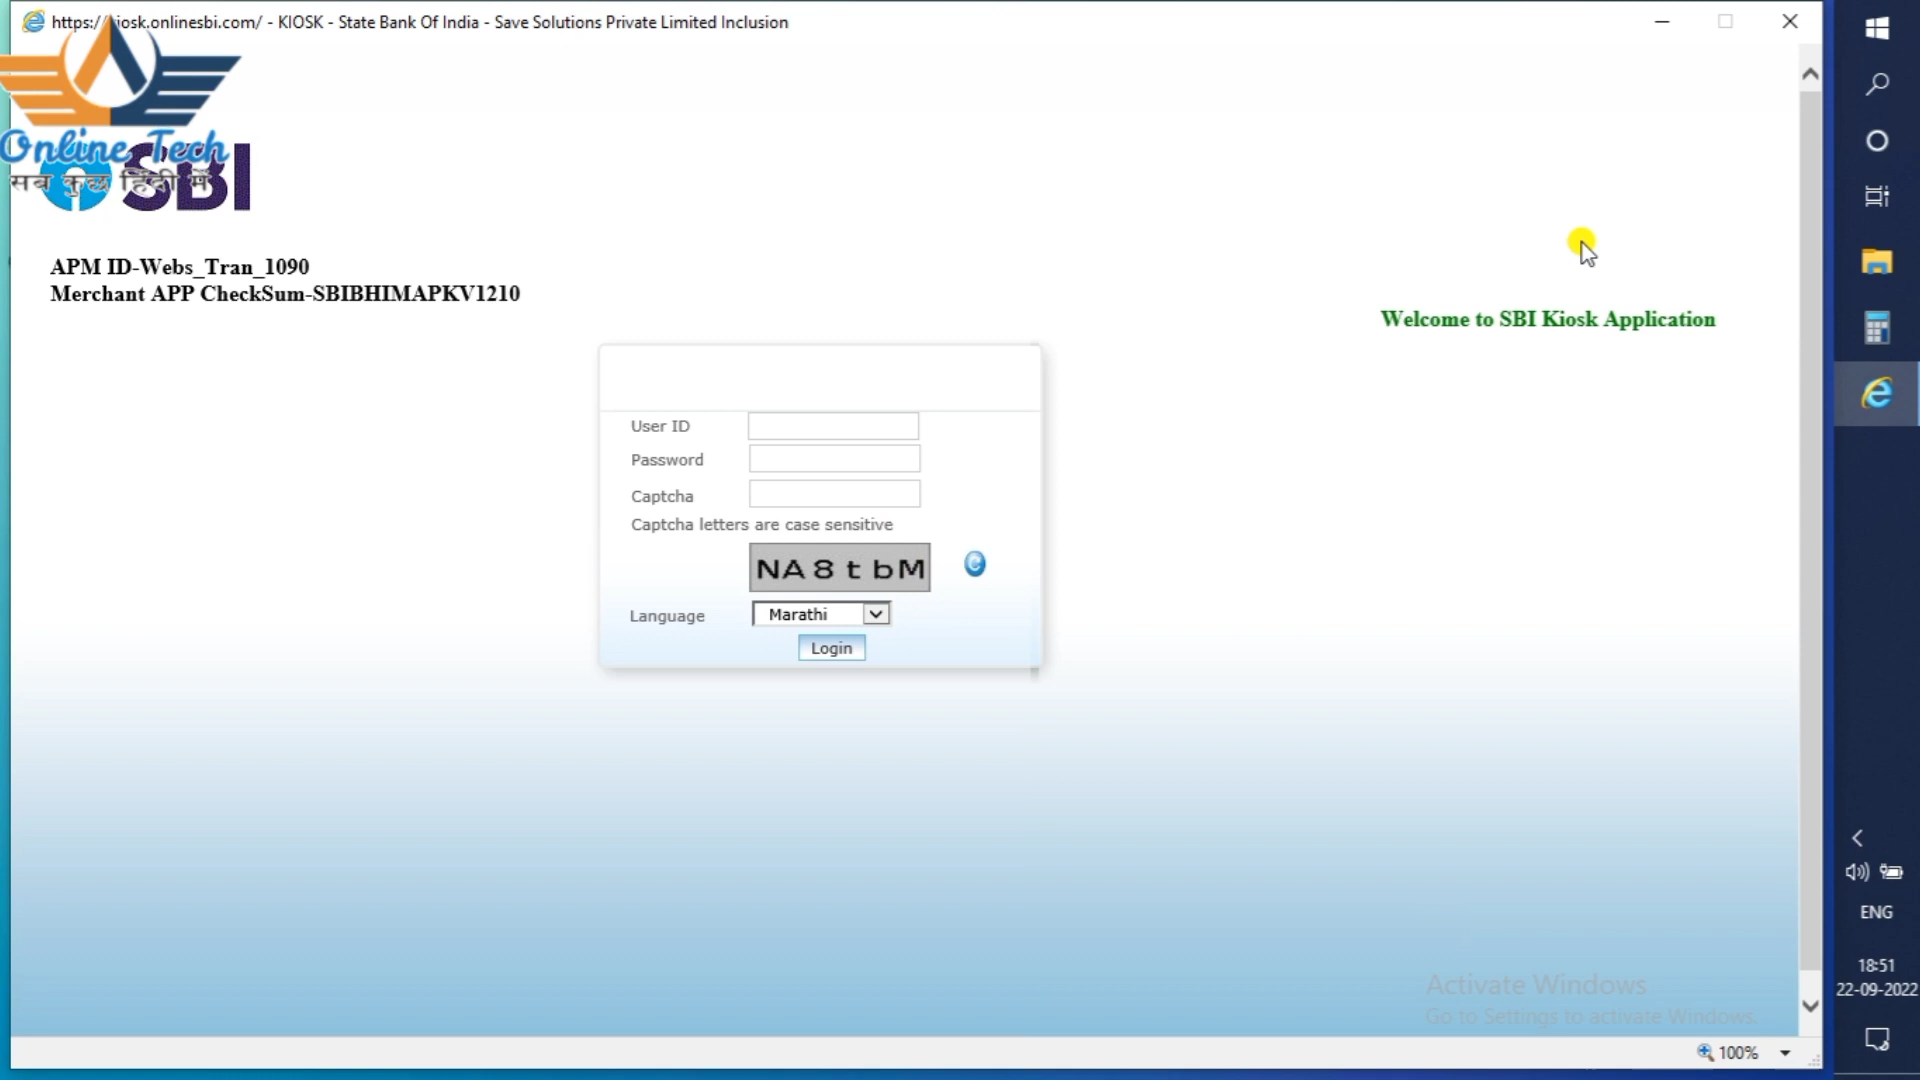 https://kiosk.onlinesbi.com/ - KIOSK - State Bank Of India - Save Solutions Private Limited Inclusion
Online Tech
सब कुछ हिंदी में
SBI
APM ID-Webs_Tran_1090
Merchant APP CheckSum-SBIBHIMAPKV1210
Welcome to SBI Kiosk Application
User ID
Password
Captcha
Captcha letters are case sensitive
NA8tbM
Language Marathi
Login
Activate Windows
Go to Settings to activate Windows.
100%
ENG
18:51
22-09-2022